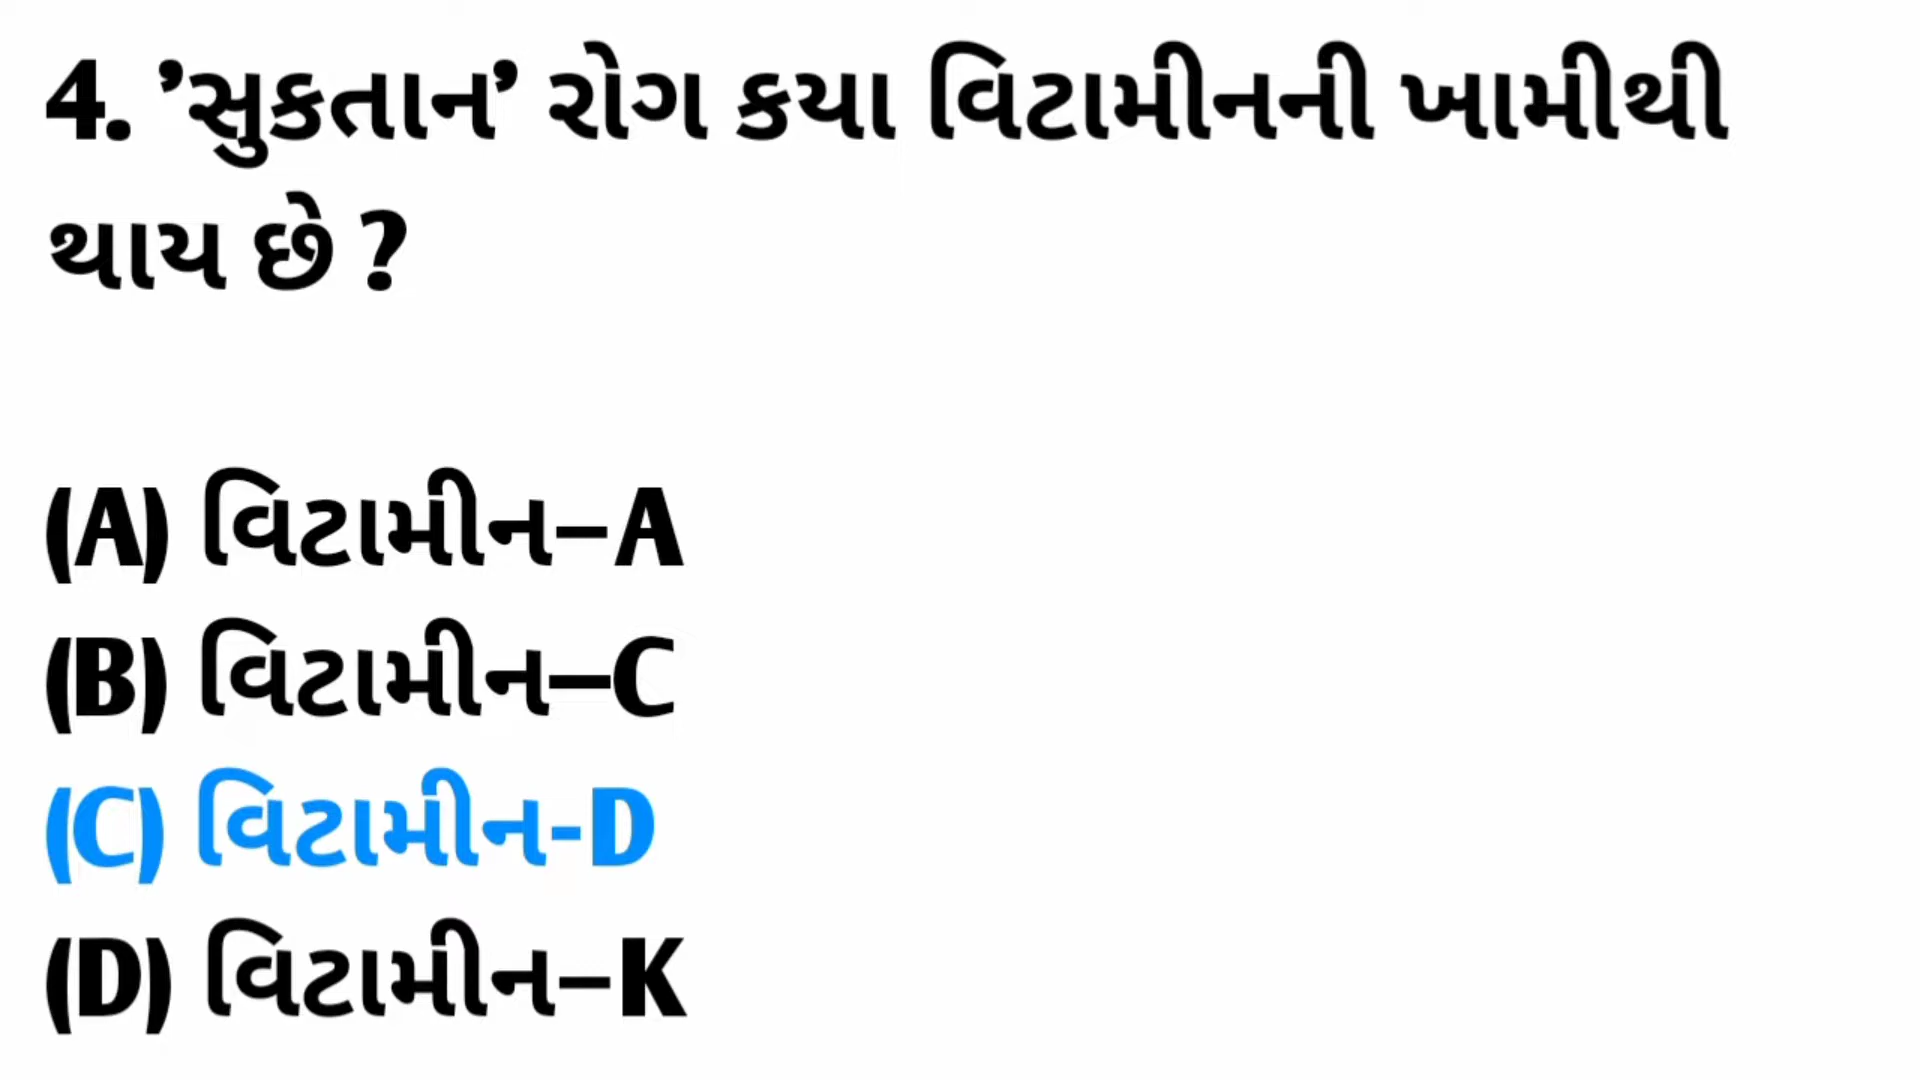 4. ’સુકતાન’ રોગ કયા વિટામીનની ખામીથી
થાય છે ?
(A) વિટામીન–A
(B) વિટામીન–C
(C) વિટામીન-D
(D) વિટામીન–K